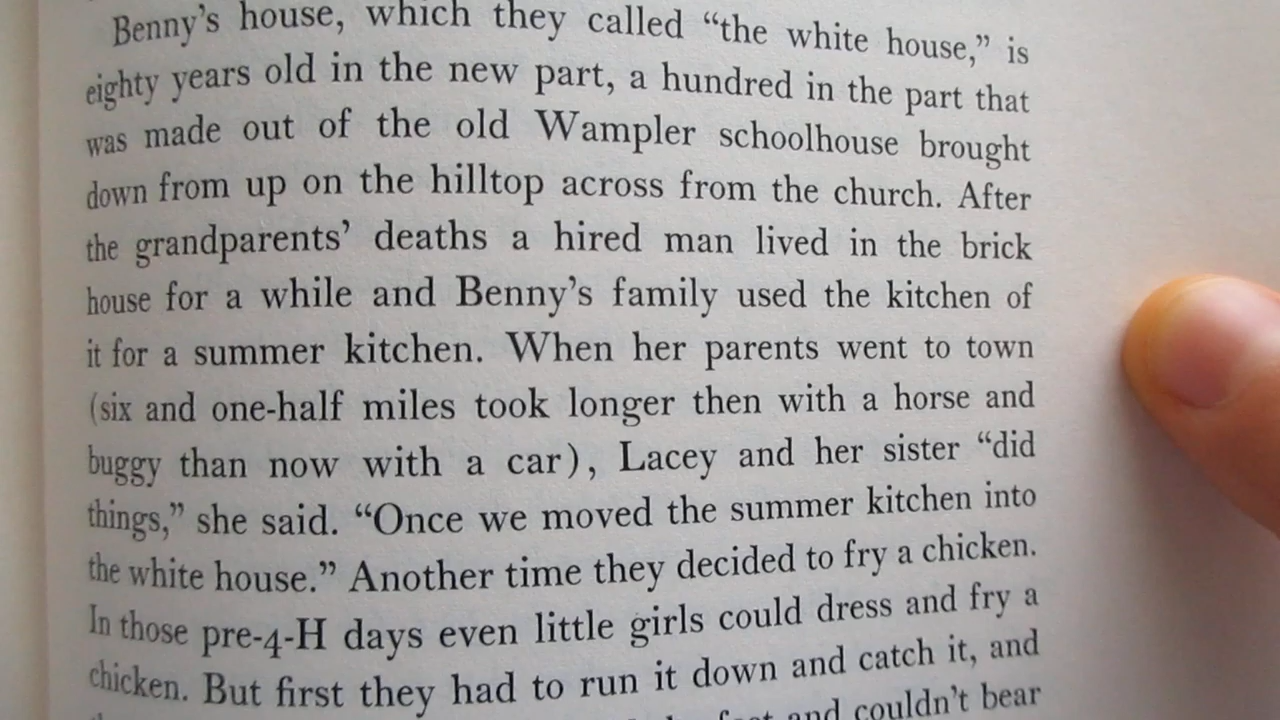 Benny's house, which they called “the white house,” is
eighty years old in the new part, a hundred in the part that
was made out of the old Wampler schoolhouse brought
down from up on the hilltop across from the church. After
the grandparents’ deaths a hired man lived in the brick
house for a while and Benny’s family used the kitchen of
it for a summer kitchen. When her parents went to town
(six and one-half miles took longer then with a horse and
buggy than now with a car), Lacey and her sister “did
things,” she said. “Once we moved the summer kitchen into
the white house.” Another time they decided to fry a chicken.
In those pre-4-H days even little girls could dress and fry a
chicken. But first they had to run it down and catch it, and
and couldn’t bear